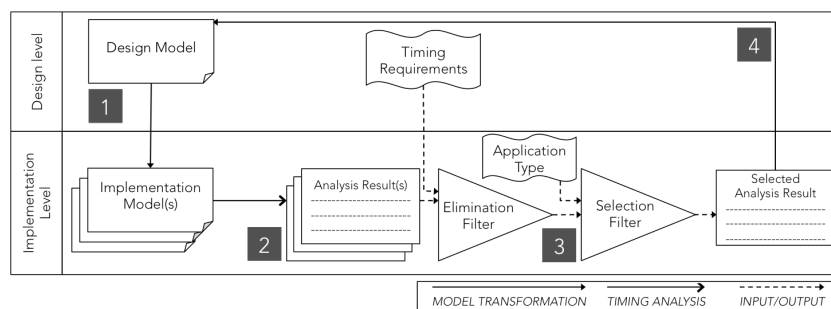 Design level
Design Model
Timing
Requirements
4
1
Implementation
Level
Implementation
Model(s)
2
Analysis Result(s)
Elimination
Filter
Application
Type
3
Selection
Filter
Selected
Analysis Result
MODEL TRANSFORMATION
TIMING ANALYSIS
INPUT/OUTPUT